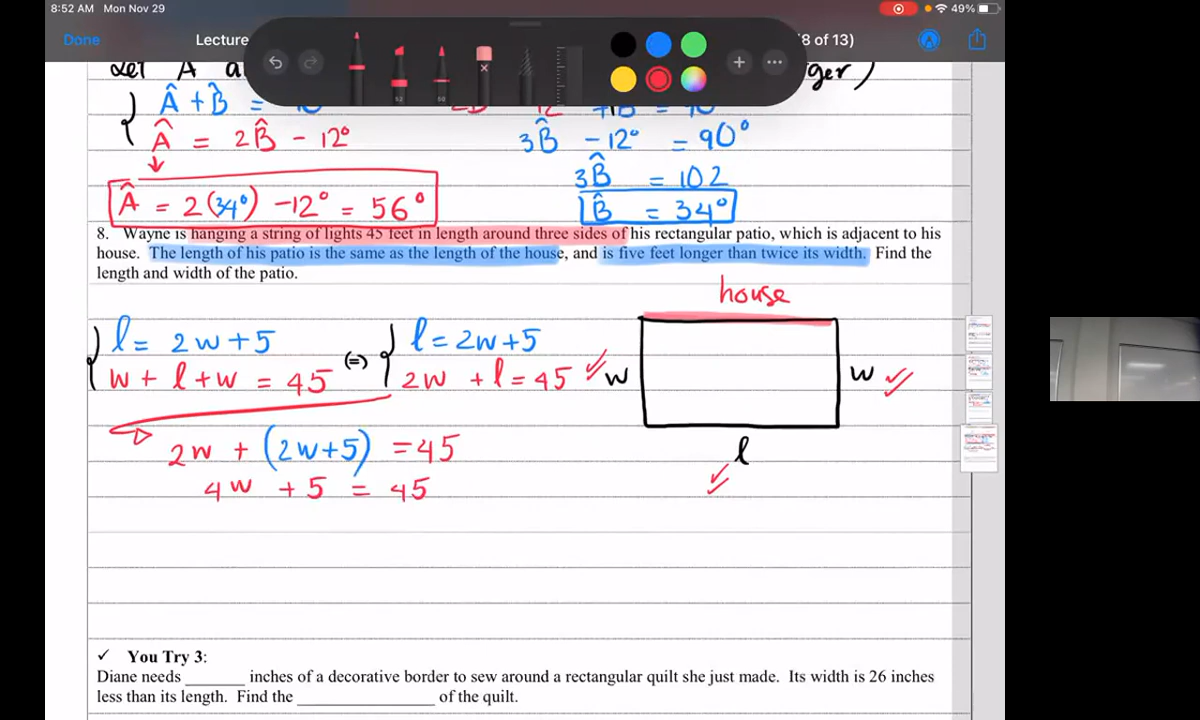 8:52 AM Mon Nov 29
49%
Done
Lecture
(8 of 13)
Let A a
ger)
{ Â + B̂ =
Â = 2B̂ - 12°
3B̂ - 12° = 90°
3B̂ = 102
Â = 2(34°) - 12° = 56°
B̂ = 34°
8. Wayne is hanging a string of lights 45 feet in length around three sides of his rectangular patio, which is adjacent to his
house. The length of his patio is the same as the length of the house, and is five feet longer than twice its width. Find the
length and width of the patio.
house
{ l = 2w + 5
w + l + w = 45
(=)
{ l = 2w + 5
2w + l = 45 ✓
w
w ✓
l
✓
2w + (2w+5) = 45
4w + 5 = 45
✓ You Try 3:
Diane needs ______ inches of a decorative border to sew around a rectangular quilt she just made. Its width is 26 inches
less than its length. Find the ______________ of the quilt.